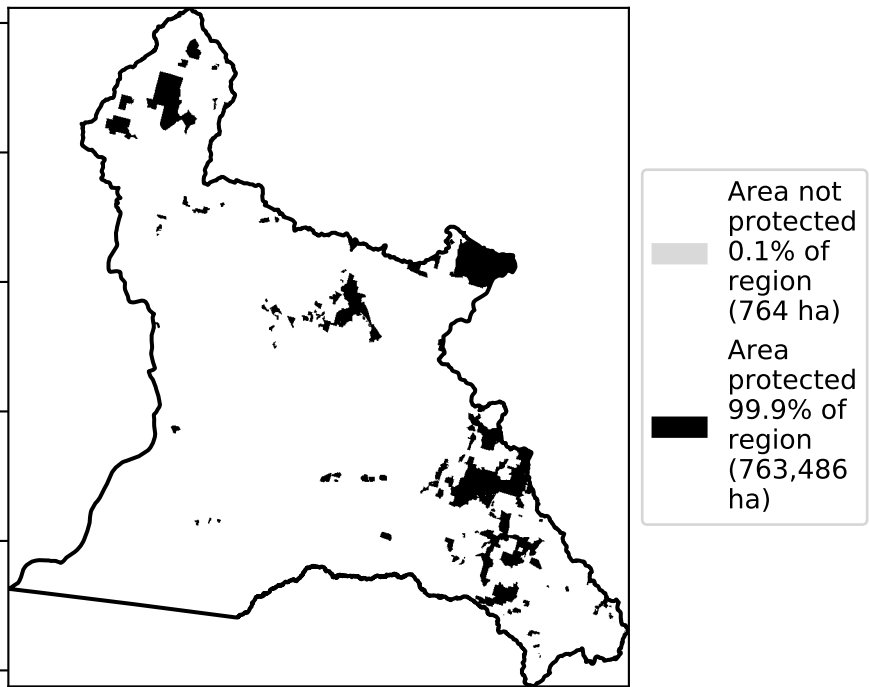 Area not
protected
0.1% of
region
(764 ha)
Area
protected
99.9% of
region
(763,486
ha)